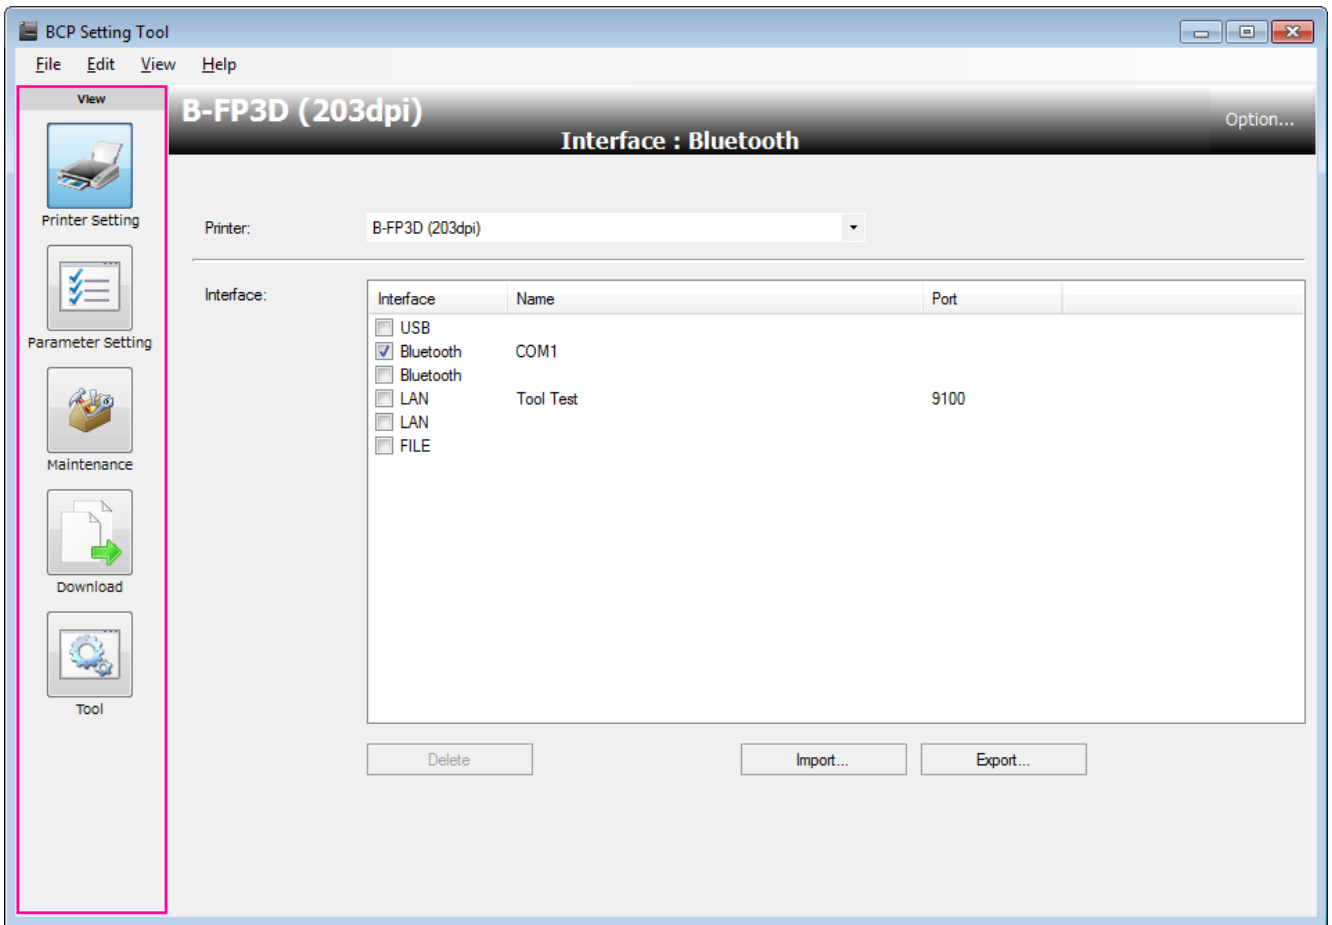 BCP Setting Tool
File Edit View Help
View
Printer Setting
Parameter Setting
Maintenance
Download
Tool
B-FP3D (203dpi)
Interface : Bluetooth
Option...
Printer: B-FP3D (203dpi)
Interface:
Interface Name Port
USB
Bluetooth COM1
Bluetooth
LAN Tool Test 9100
LAN
FILE
Delete Import... Export...